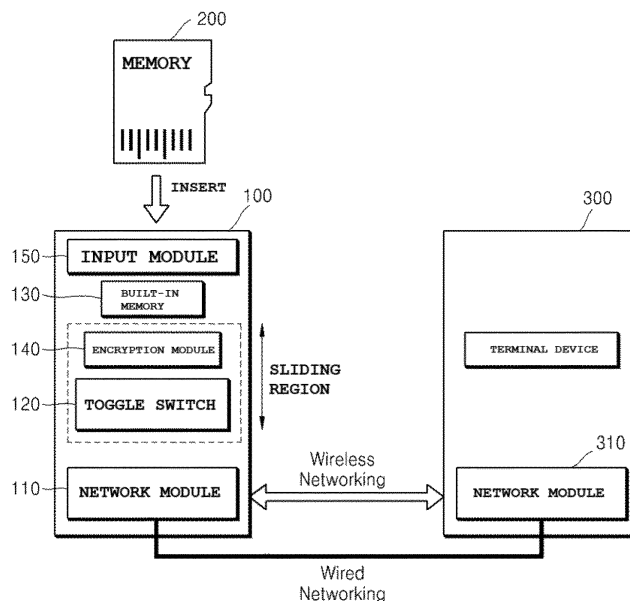 200
MEMORY
INSERT
100
300
150
INPUT MODULE
130
BUILT-IN
MEMORY
140
ENCRYPTION MODULE
TERMINAL DEVICE
SLIDING
REGION
120
TOGGLE SWITCH
310
Wireless
Networking
110
NETWORK MODULE
NETWORK MODULE
Wired
Networking